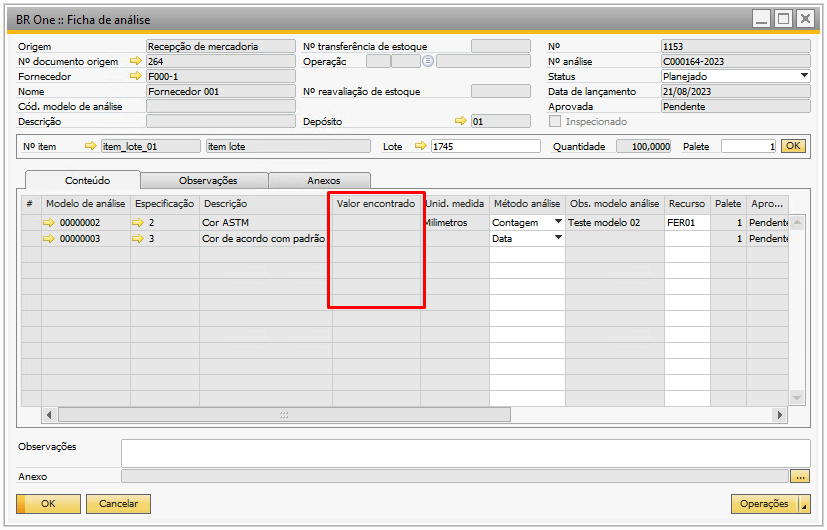 BR One :: Ficha de análise
Origem Recepção de mercadoria Nº transferência de estoque Nº 1153
Nº documento origem 264 Operação Nº análise C000164-2023
Fornecedor F000-1 Status Planejado
Nome Fornecedor 001 Nº reavaliação de estoque Data de lançamento 21/08/2023
Cód. modelo de análise Aprovada Pendente
Descrição Depósito 01 Inspecionado
Nº item item_lote_01 item lote Lote 1745 Quantidade 100,0000 Palete 1 OK
Conteúdo Observações Anexos
# Modelo de análise Especificação Descrição Valor encontrado Unid. medida Método análise Obs. modelo análise Recurso Palete Apro...
00000002 2 Cor ASTM Milimetros Contagem Teste modelo 02 FER01 1 Pendente
00000003 3 Cor de acordo com padrão Data 1 Pendente
Observações
Anexo ...
OK Cancelar Operações